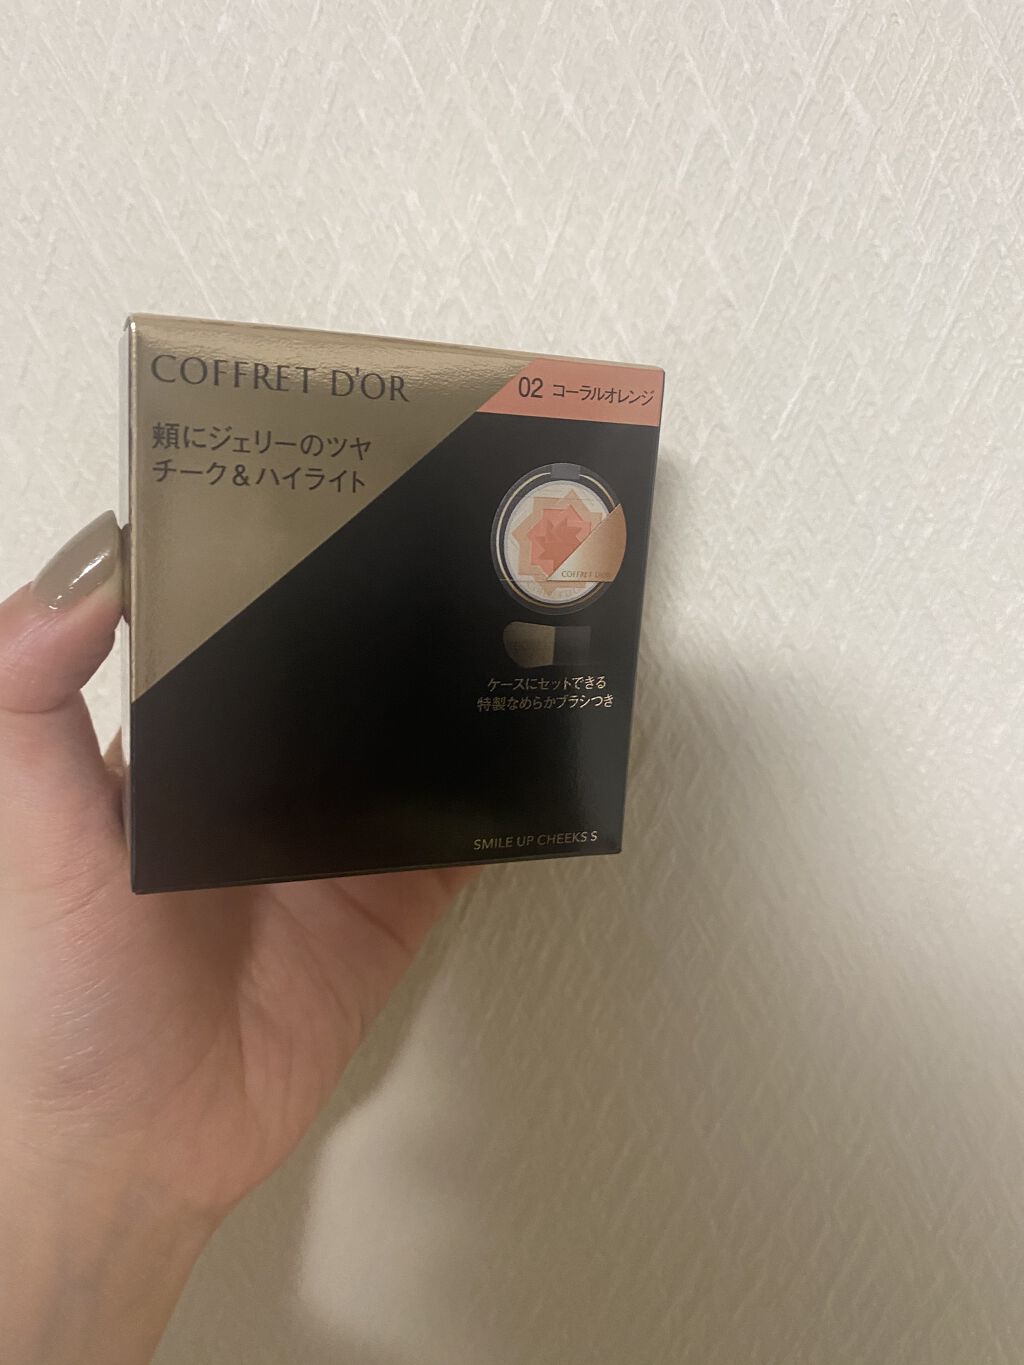 COFFRET D'OR
頬にジェリーのツヤ
チーク&ハイライト
02 コーラルオレンジ
COFFRET D'OR
ケースにセットできる
特製なめらかブラシつき
SMILE UP CHEEKS S